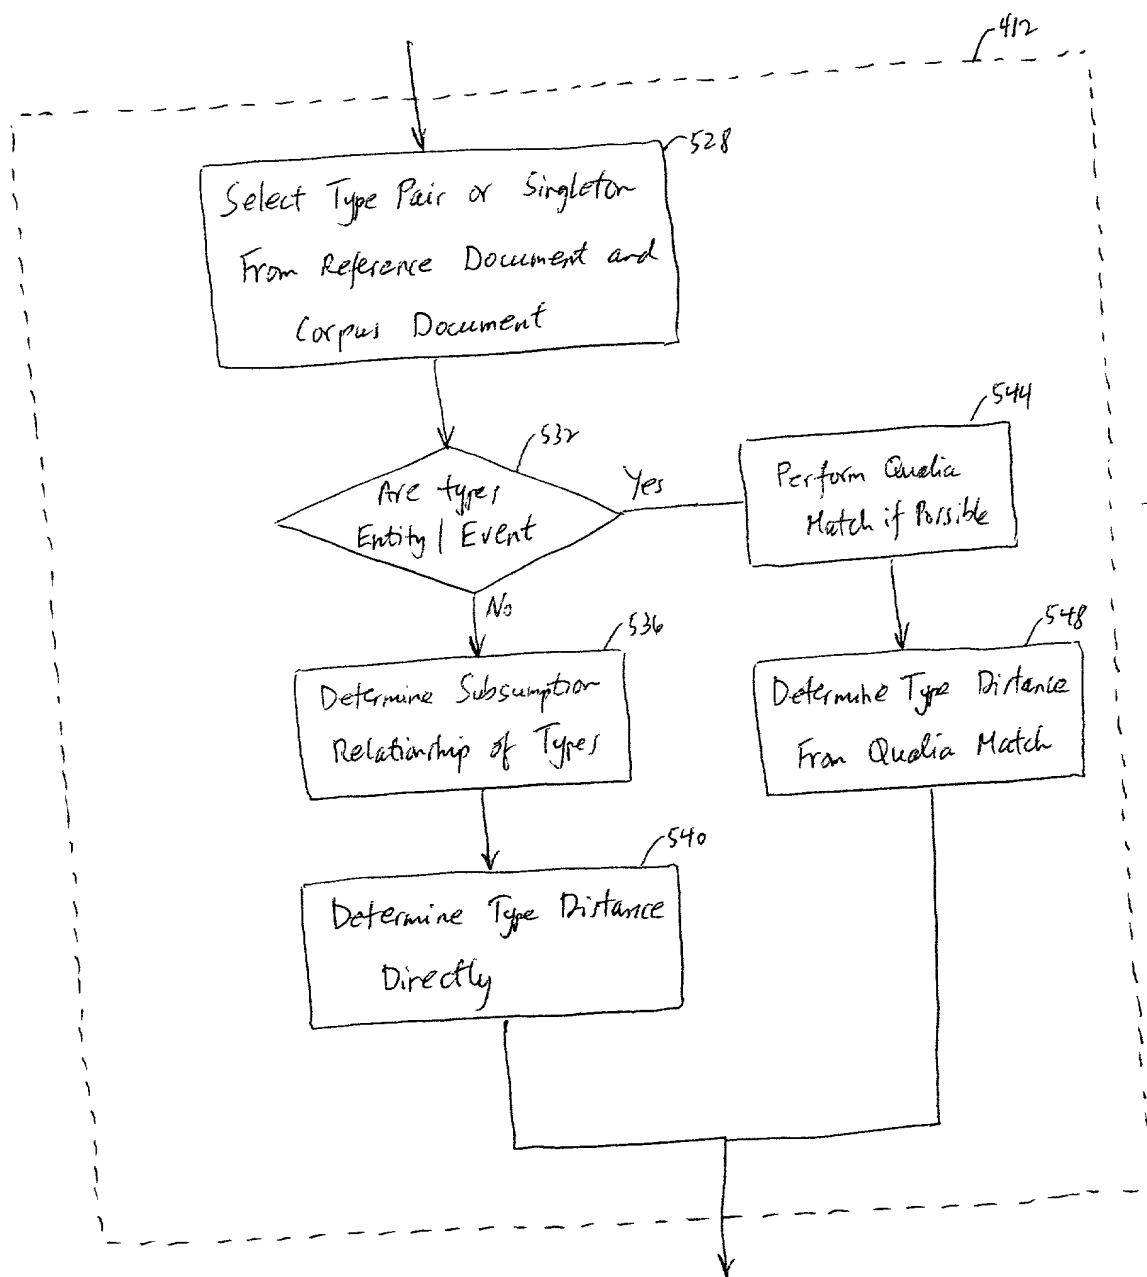 412
528
Select Type Pair or Singleton
From Reference Document and
Corpus Document
532
Are types
Entity / Event
Yes
544
Perform Qualia
Match if Possible
No
536
Determine Subsumption
Relationship of Types
548
Determine Type Distance
From Qualia Match
540
Determine Type Distance
Directly